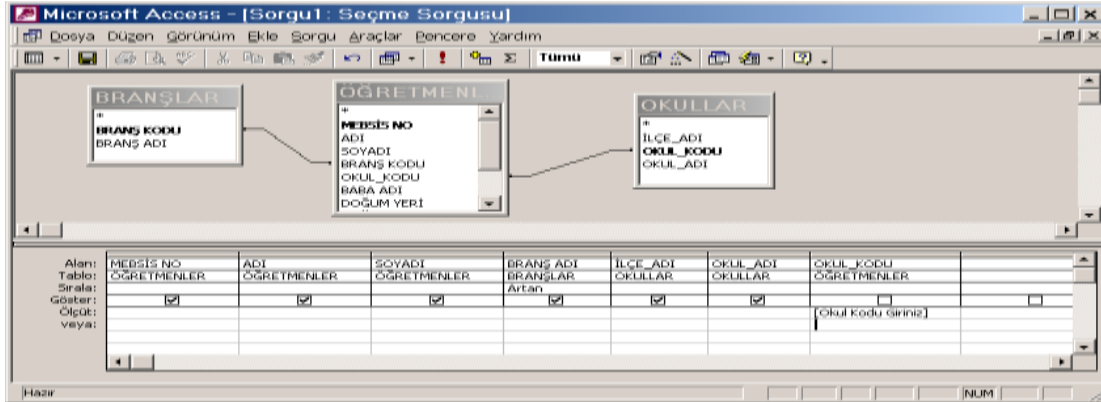 Microsoft Access - [Sorgu1: Seçme Sorgusu]
Dosya Düzen Görünüm Ekle Sorgu Araçlar Pencere Yardım
Tümü
BRANŞLAR
*
BRANŞ KODU
BRANŞ ADI
ÖĞRETMENL...
*
MEBSİS NO
ADI
SOYADI
BRANŞ KODU
OKUL_KODU
BABA ADI
DOĞUM YERİ
OKULLAR
*
İLÇE_ADI
OKUL_KODU
OKUL_ADI
Alan: MEBSİS NO ADI SOYADI BRANŞ ADI İLÇE_ADI OKUL_ADI OKUL_KODU
Tablo: ÖĞRETMENLER ÖĞRETMENLER ÖĞRETMENLER BRANŞLAR OKULLAR OKULLAR ÖĞRETMENLER
Sırala: Artan
Göster:
Ölçüt: [Okul Kodu Giriniz]
veya:
Hazır NUM